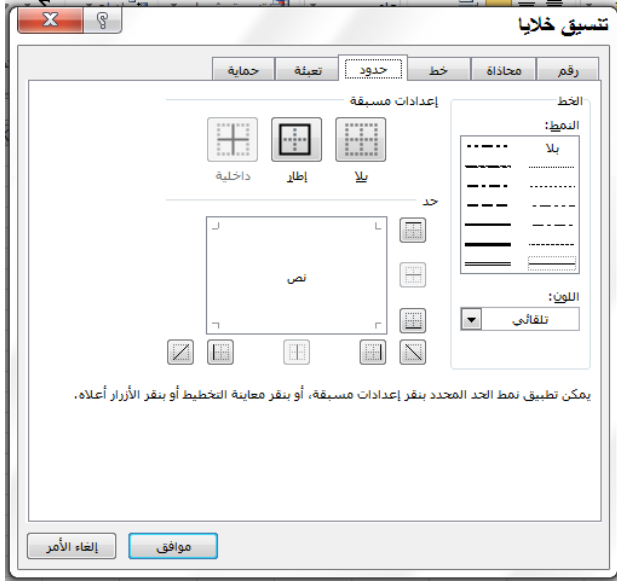 تنسيق خلايا
رقم محاذاة خط حدود تعبئة حماية
الخط
النمط:
بلا
اللون:
تلقائي
إعدادات مسبقة
بلا إطار داخلية
حد
نص
يمكن تطبيق نمط الحد المحدد بنقر إعدادات مسبقة، أو بنقر معاينة التخطيط أو بنقر الأزرار أعلاه.
موافق إلغاء الأمر